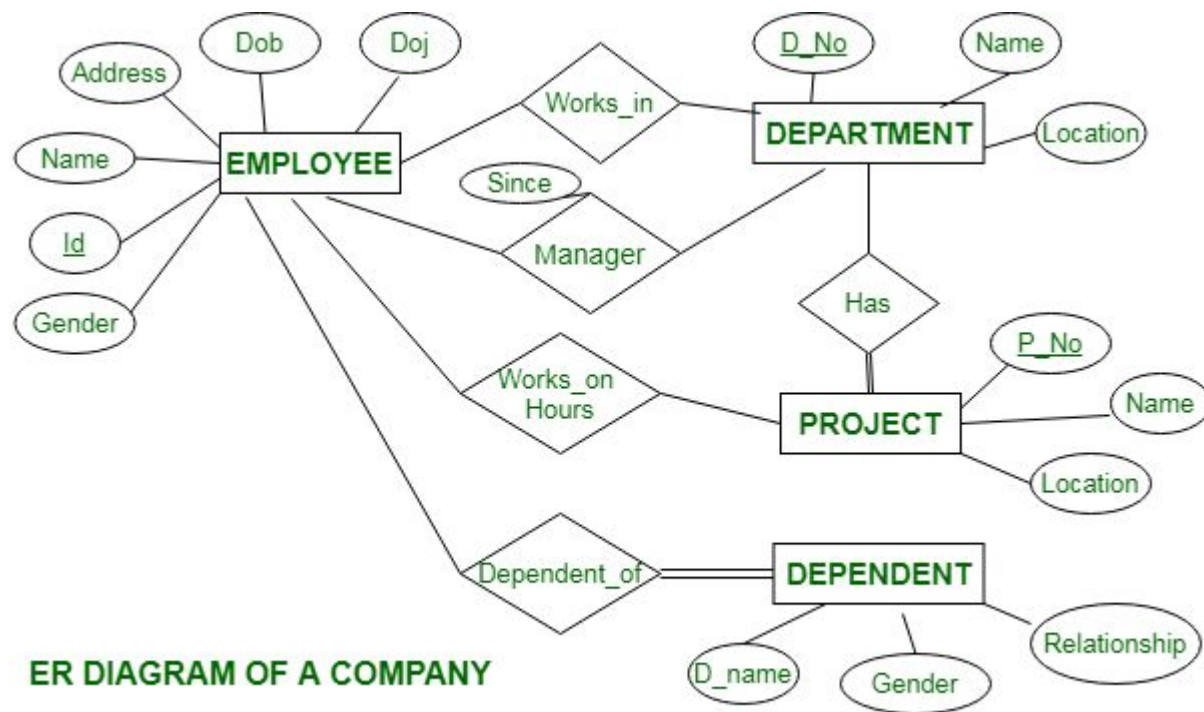 Dob
Doj
D_No
Name
Address
Works_in
DEPARTMENT
Location
Name
EMPLOYEE
Since
Id
Manager
Gender
Has
P_No
Works_on
Hours
Name
PROJECT
Location
Dependent_of
DEPENDENT
Relationship
D_name
Gender
ER DIAGRAM OF A COMPANY